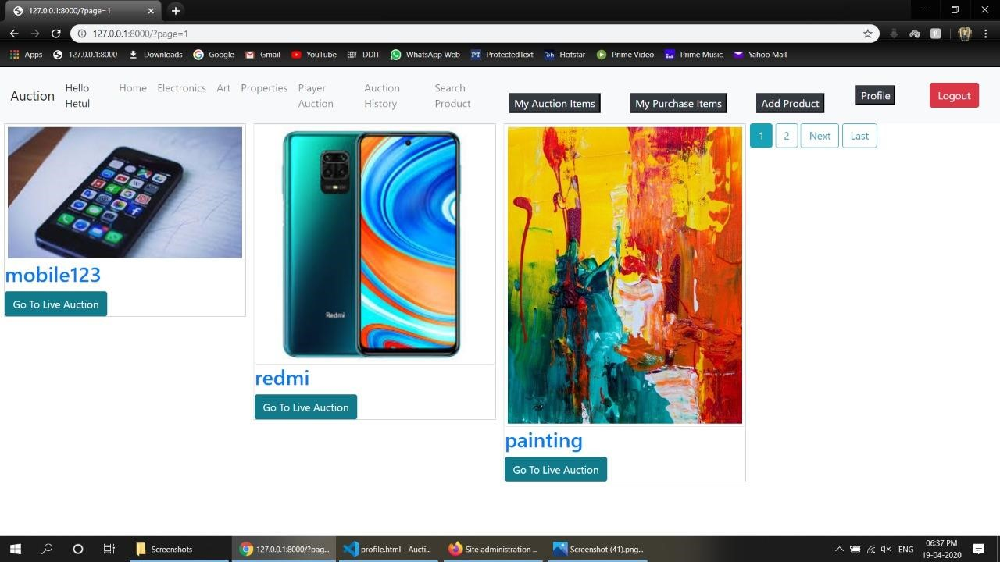 127.0.0.1:8000/?page=1
127.0.0.1:8000/?page=1
Apps 127.0.0.1:8000 Downloads Google Gmail YouTube DDIT WhatsApp Web PT ProtectedText Hotstar Prime Video Prime Music Yahoo Mail
Auction Hello Hetul Home Electronics Art Properties Player Auction Auction History Search Product My Auction Items My Purchase Items Add Product Profile Logout
1 2 Next Last
mobile123
Go To Live Auction
Redmi
redmi
Go To Live Auction
painting
Go To Live Auction
Screenshots 127.0.0.1:8000/?pag... profile.html - Aucti... Site administration ... Screenshot (41).png... ENG 06:37 PM
19-04-2020